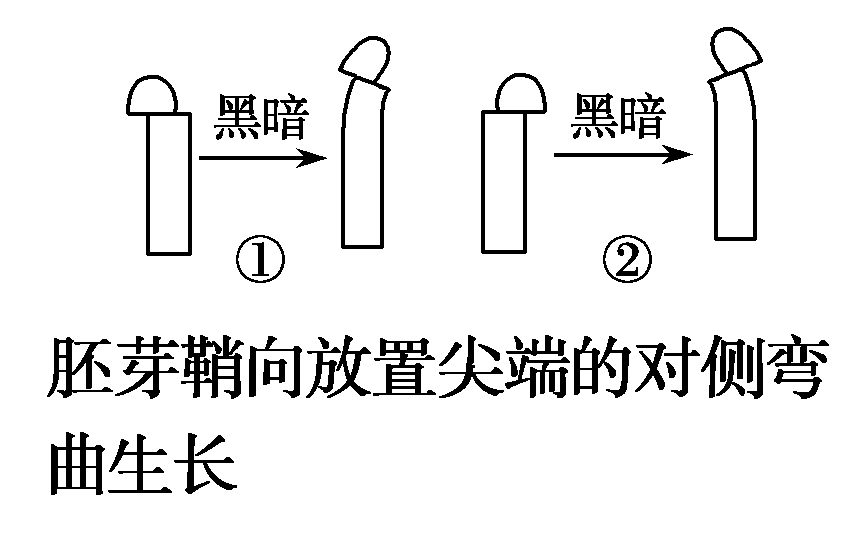 黑暗 黑暗
① ②
胚芽鞘向放置尖端的对侧弯
曲生长